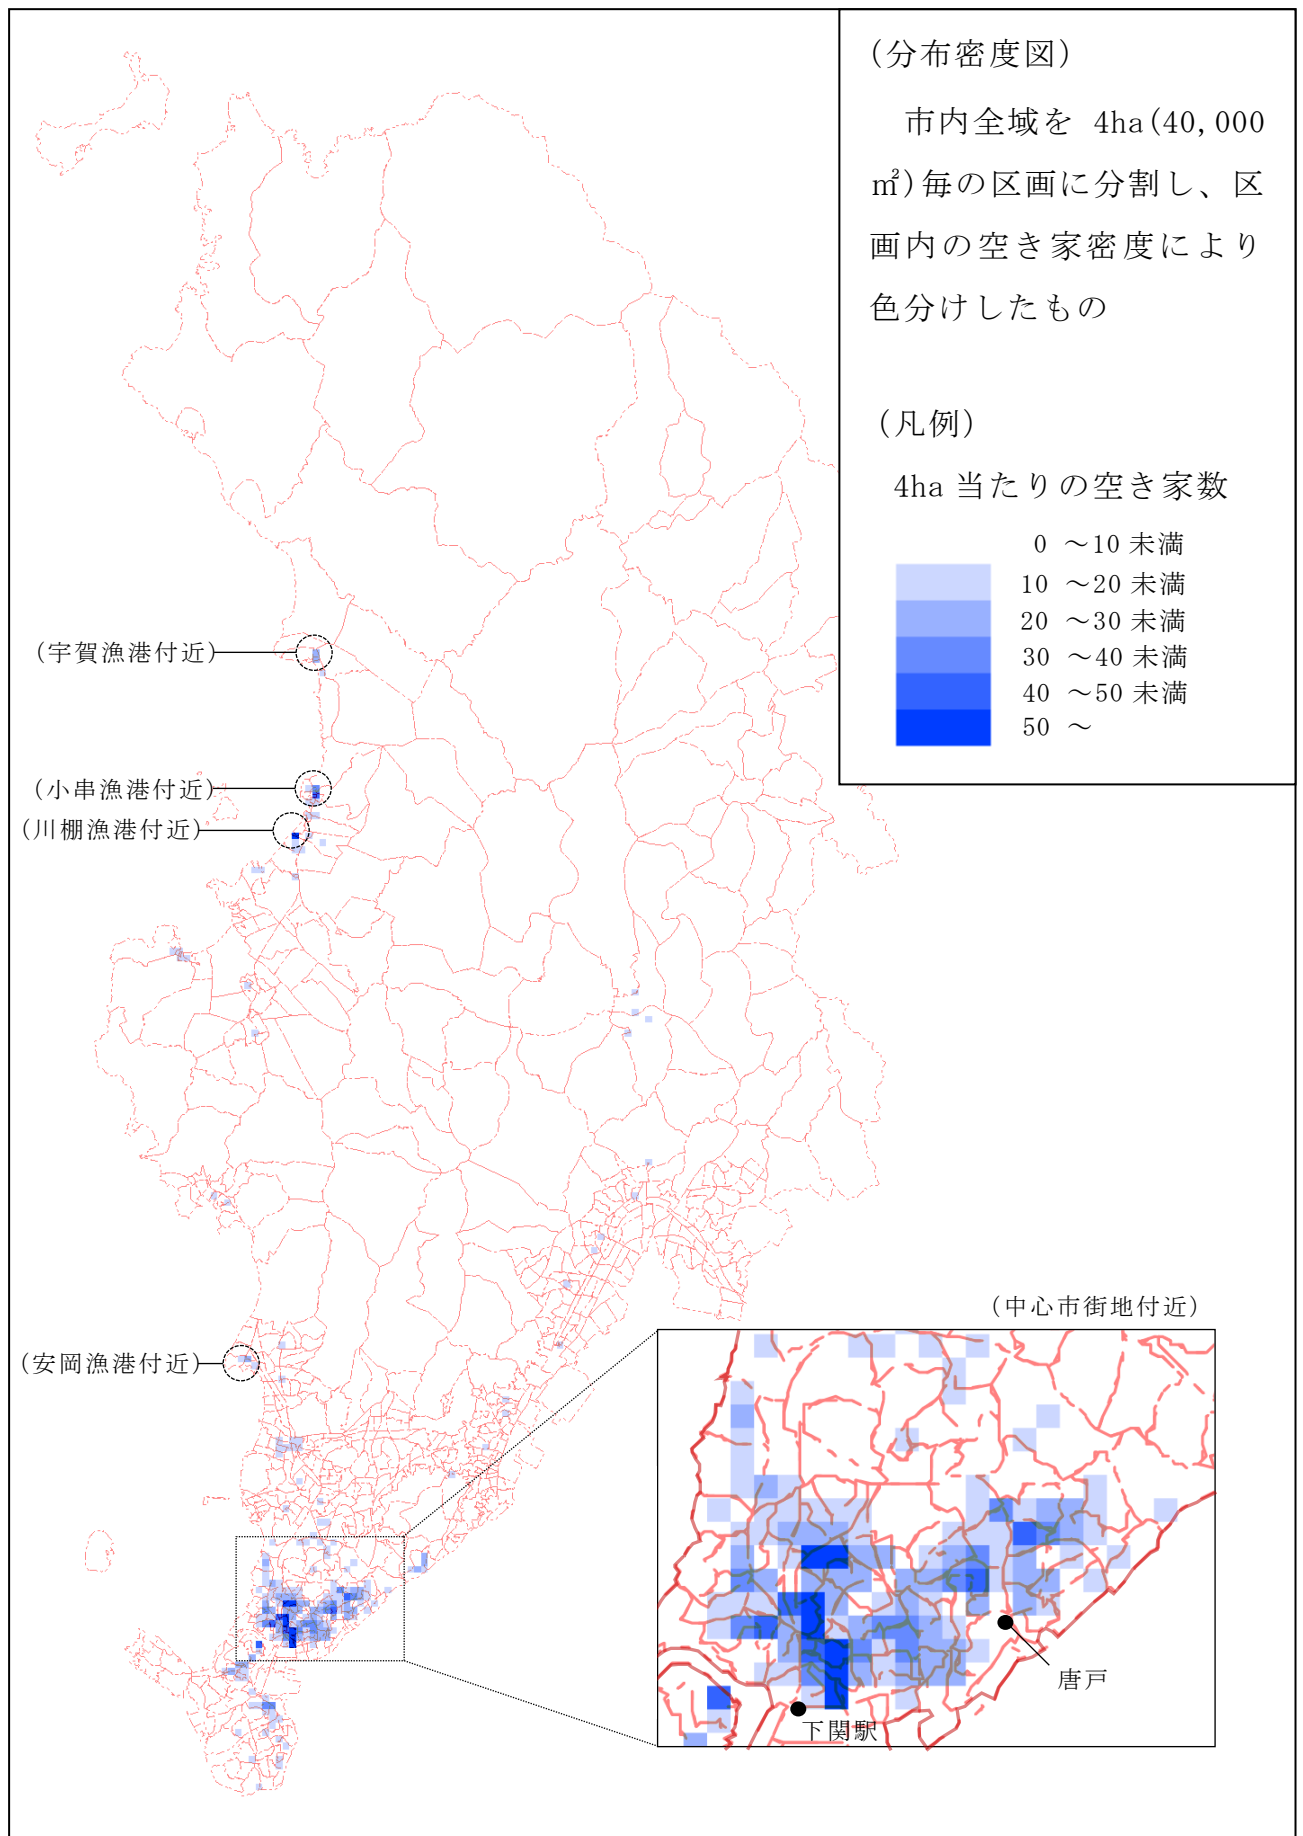 (分布密度図)
市内全域を 4ha(40,000
㎡)毎の区画に分割し、区
画内の空き家密度により
色分けしたもの
(凡例)
4ha 当たりの空き家数
0 ～10 未満
10 ～20 未満
20 ～30 未満
30 ～40 未満
40 ～50 未満
50 ～
(宇賀漁港付近)
(小串漁港付近)
(川棚漁港付近)
(安岡漁港付近)
(中心市街地付近)
唐戸
下関駅